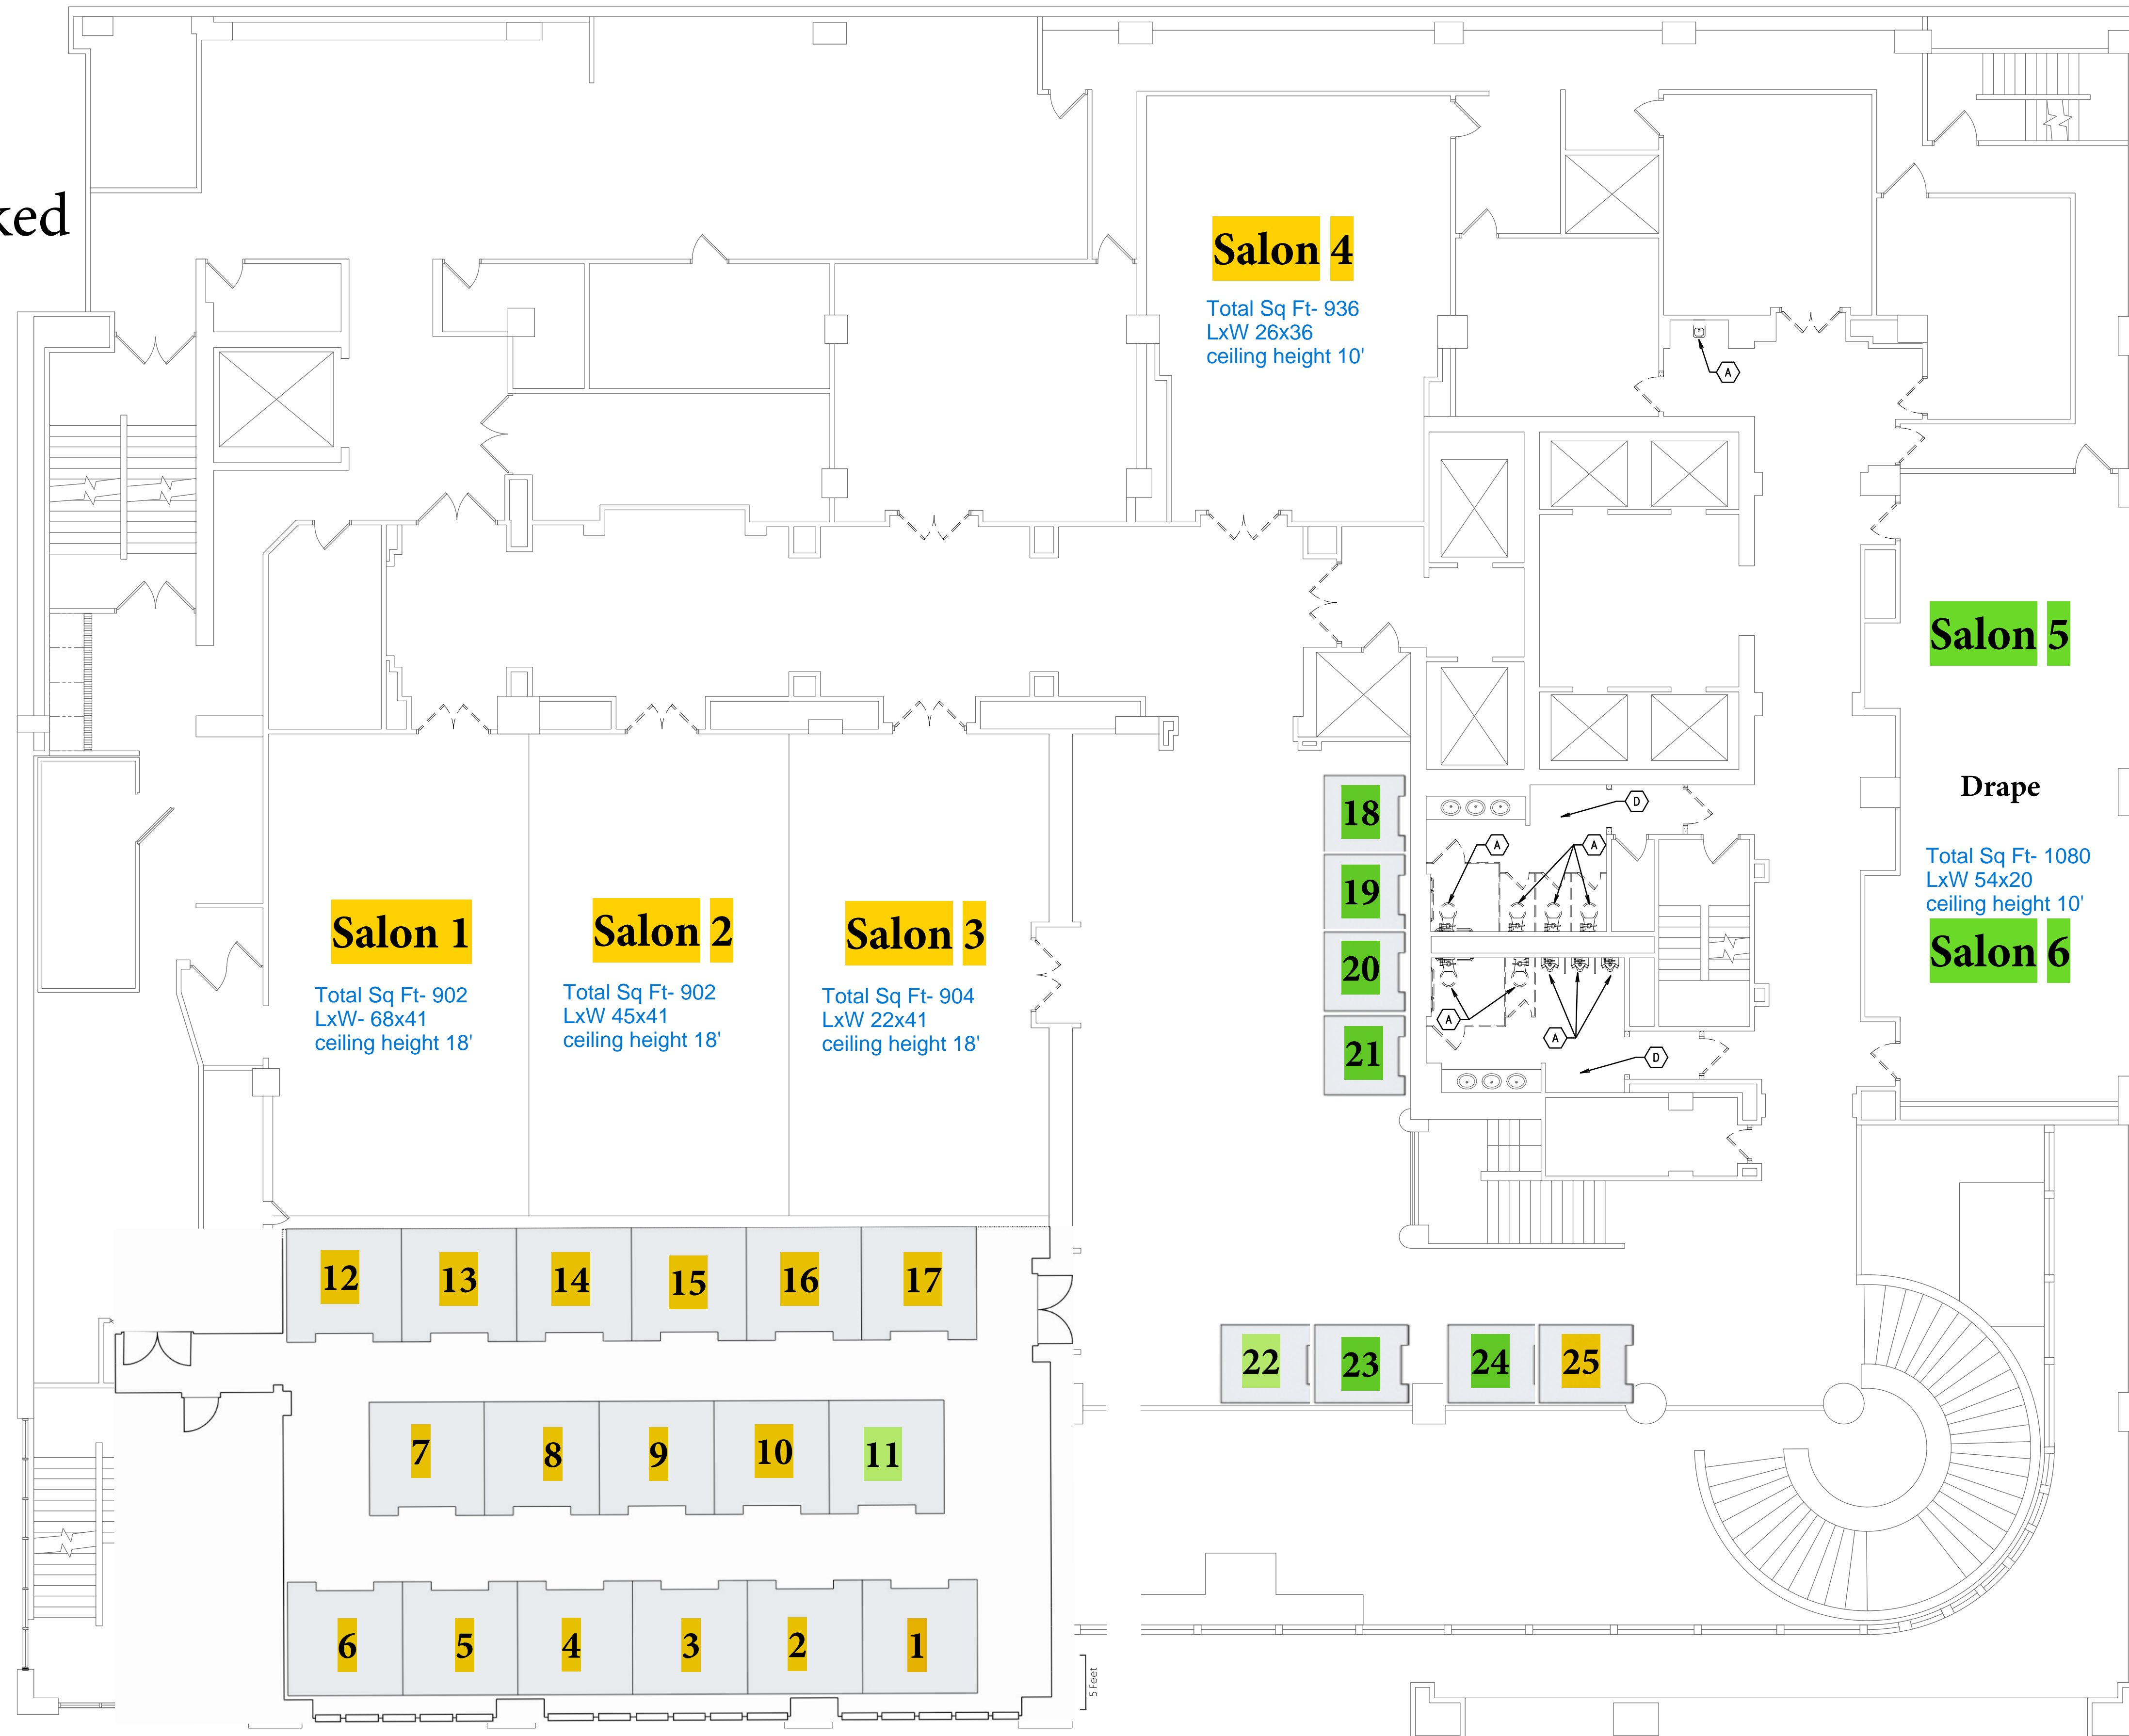 ked
Salon 4
Total Sq Ft- 936
LxW 26x36
ceiling height 10'
A
Salon 5
Drape
Total Sq Ft- 1080
LxW 54x20
ceiling height 10'
Salon 6
18
19
20
21
D
A
A
A
A
D
Salon 1
Total Sq Ft- 902
LxW- 68x41
ceiling height 18'
Salon 2
Total Sq Ft- 902
LxW 45x41
ceiling height 18'
Salon 3
Total Sq Ft- 904
LxW 22x41
ceiling height 18'
12 13 14 15 16 17
22 23 24 25
7 8 9 10 11
6 5 4 3 2 1
5 Feet